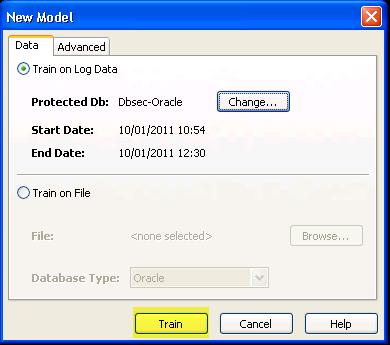 New Model
Data Advanced
Train on Log Data
Protected Db: Dbsec-Oracle Change...
Start Date: 10/01/2011 10:54
End Date: 10/01/2011 12:30
Train on File
File: <none selected> Browse...
Database Type: Oracle
Train Cancel Help